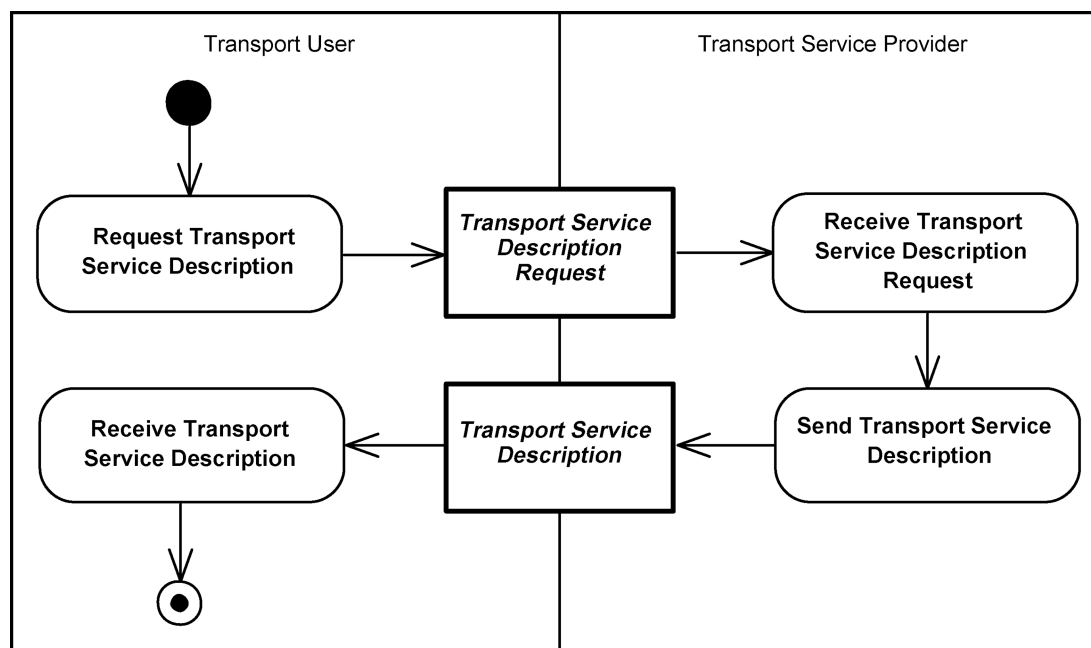 Transport User
Transport Service Provider
Request Transport
Service Description
Transport Service
Description
Request
Receive Transport
Service Description
Request
Receive Transport
Service Description
Transport Service
Description
Send Transport Service
Description